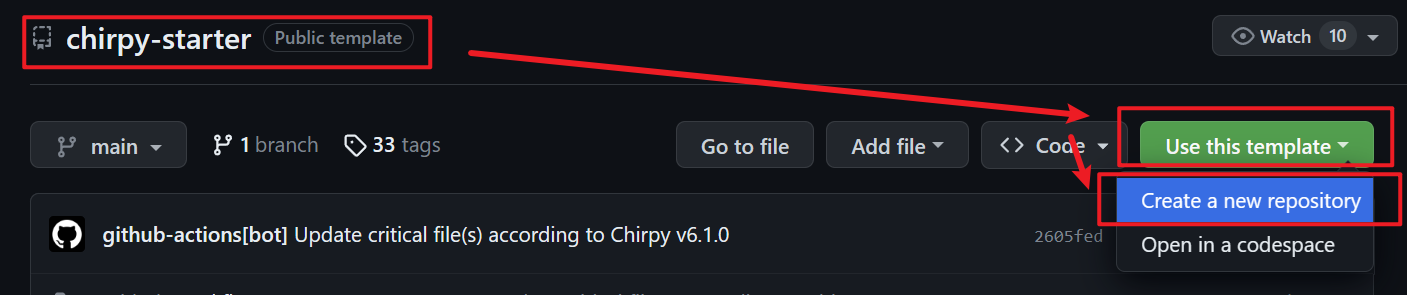 chirpy-starter Public template Watch 10
main 1 branch 33 tags Go to file Add file Code Use this template
Create a new repository
github-actions[bot] Update critical file(s) according to Chirpy v6.1.0 2605fed
Open in a codespace